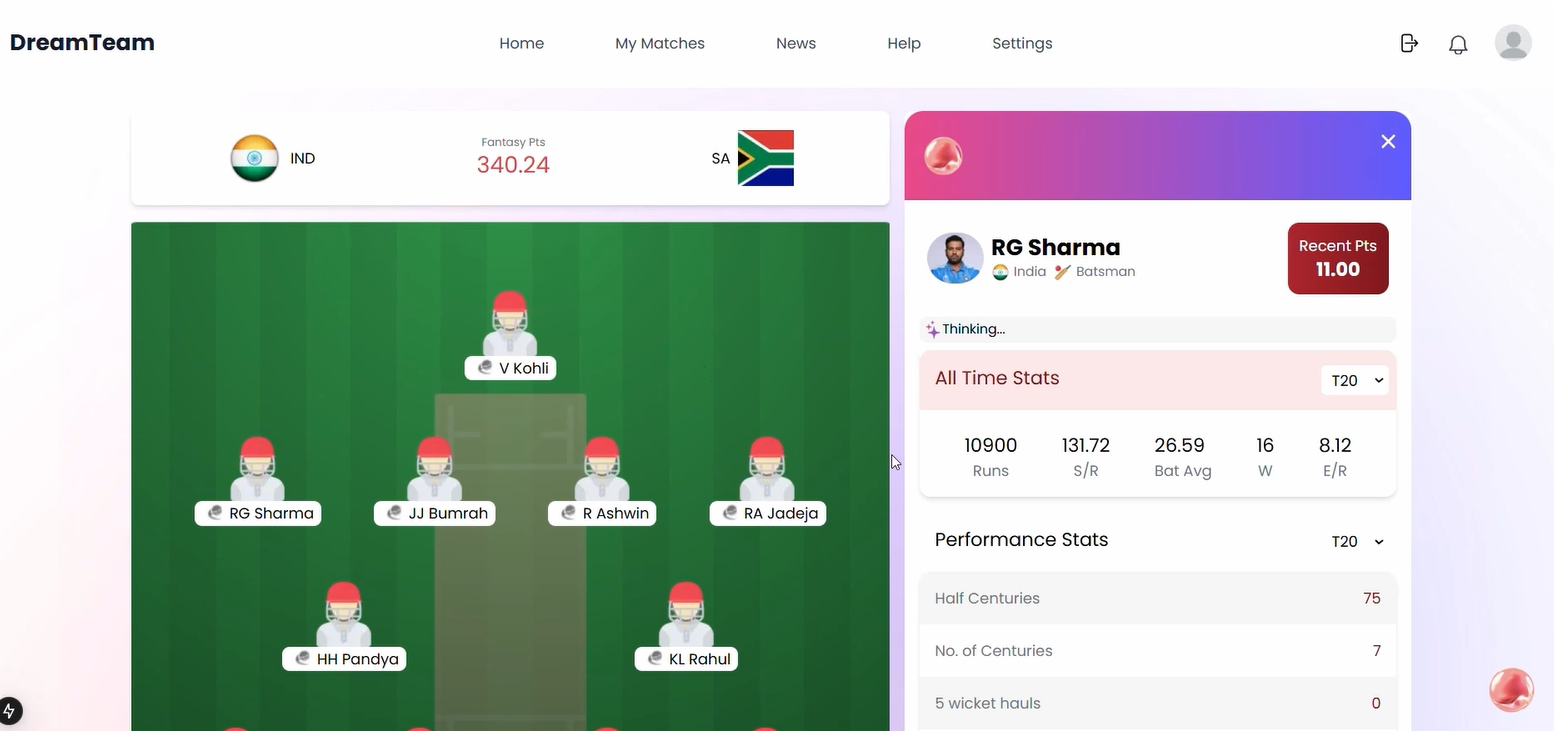 DreamTeam
Home My Matches News Help Settings
IND
Fantasy Pts
340.24
SA
V Kohli
RG Sharma JJ Bumrah R Ashwin RA Jadeja
HH Pandya KL Rahul
RG Sharma
India Batsman
Recent Pts
11.00
Thinking...
All Time Stats T20
10900 131.72 26.59 16 8.12
Runs S/R Bat Avg W E/R
Performance Stats T20
Half Centuries 75
No. of Centuries 7
5 wicket hauls 0